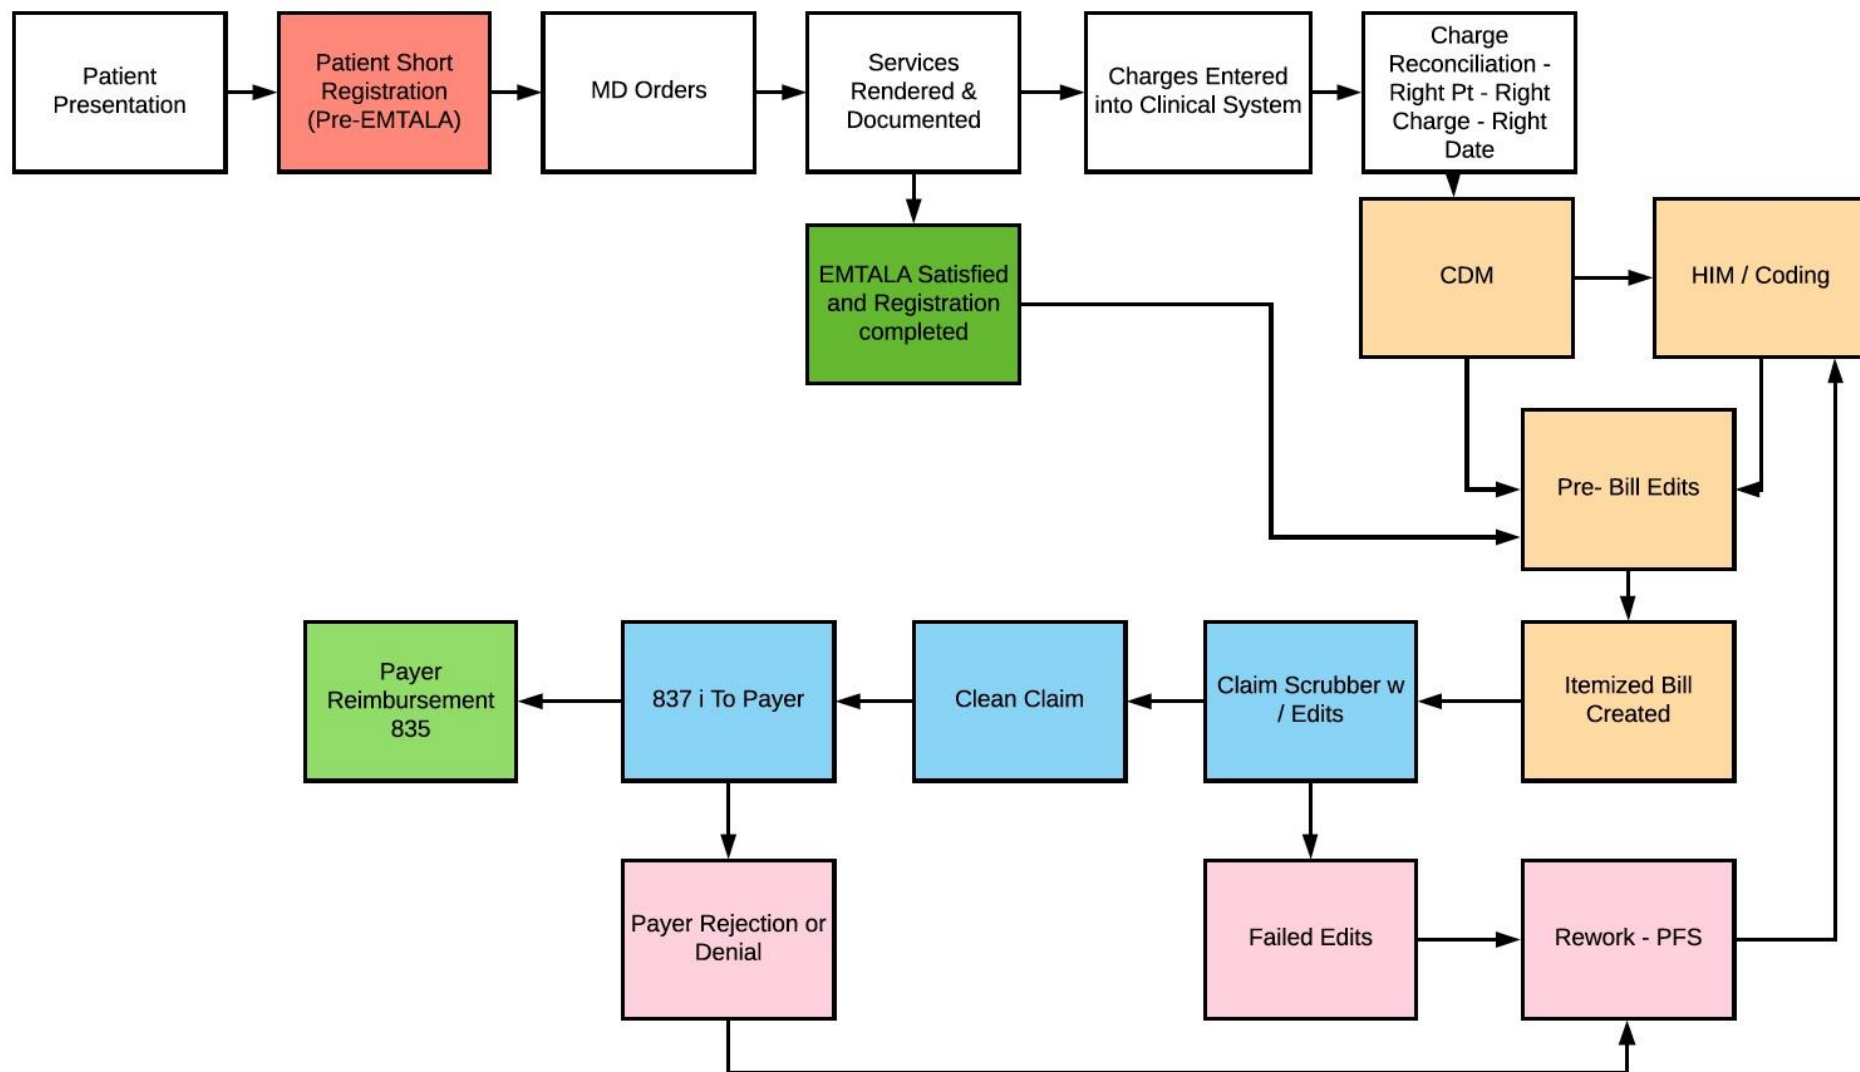 Patient
Presentation
Patient Short
Registration
(Pre-EMTALA)
MD Orders
Services
Rendered &
Documented
Charges Entered
into Clinical System
Charge
Reconciliation -
Right Pt - Right
Charge - Right
Date
EMTALA Satisfied
and Registration
completed
CDM
HIM / Coding
Pre- Bill Edits
Payer
Reimbursement
835
837 i To Payer
Clean Claim
Claim Scrubber w
/ Edits
Itemized Bill
Created
Payer Rejection or
Denial
Failed Edits
Rework - PFS